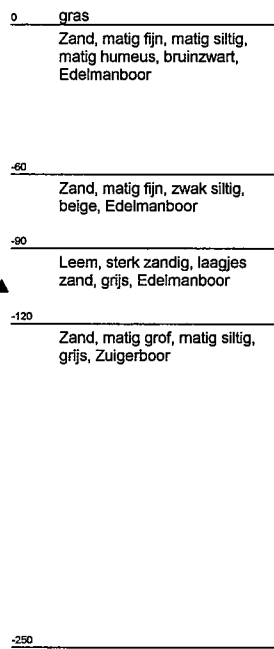 0 gras
Zand, matig fijn, matig siltig,
matig humeus, bruinzwart,
Edelmanboor
-60
Zand, matig fijn, zwak siltig,
beige, Edelmanboor
-90
Leem, sterk zandig, laagjes
zand, grijs, Edelmanboor
-120
Zand, matig grof, matig siltig,
grijs, Zuigerboor
-250